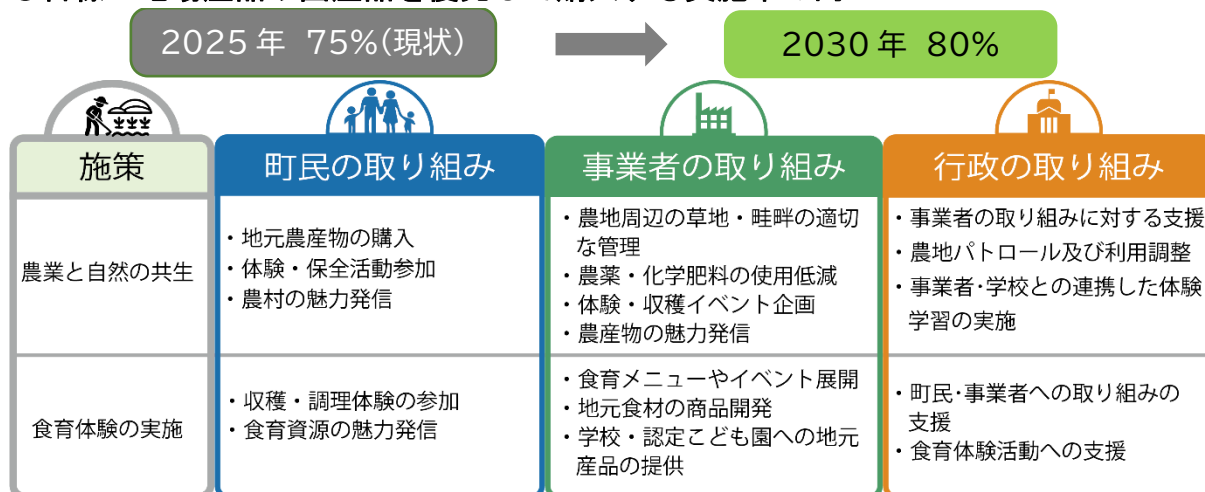 2025年 75%(現状)
2030年 80%
施策
町民の取り組み
事業者の取り組み
行政の取り組み
農業と自然の共生
・地元農産物の購入
・体験・保全活動参加
・農村の魅力発信
・農地周辺の草地・畦畔の適切
な管理
・農薬・化学肥料の使用低減
・体験・収穫イベント企画
・農産物の魅力発信
・事業者の取り組みに対する支援
・農地パトロール及び利用調整
・事業者・学校との連携した体験
学習の実施
食育体験の実施
・収穫・調理体験の参加
・食育資源の魅力発信
・食育メニューやイベント展開
・地元食材の商品開発
・学校・認定こども園への地元
産品の提供
・町民・事業者への取り組みの
支援
・食育体験活動への支援